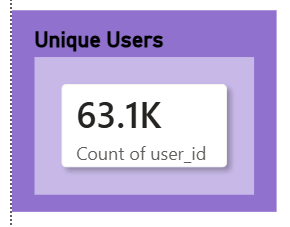 Unique Users
63.1K
Count of user_id